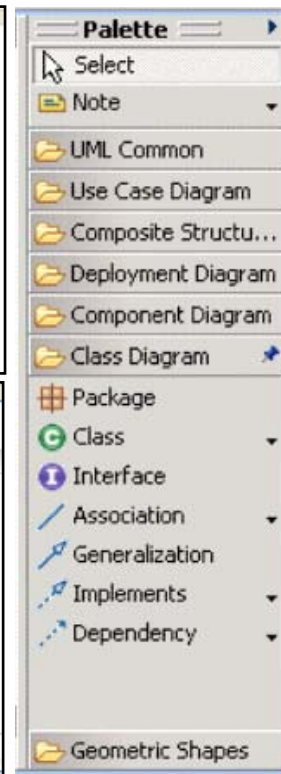 Palette
Select
Note
UML Common
Use Case Diagram
Composite Structu...
Deployment Diagram
Component Diagram
Class Diagram
Package
C Class
I Interface
Association
Generalization
Implements
Dependency
Geometric Shapes